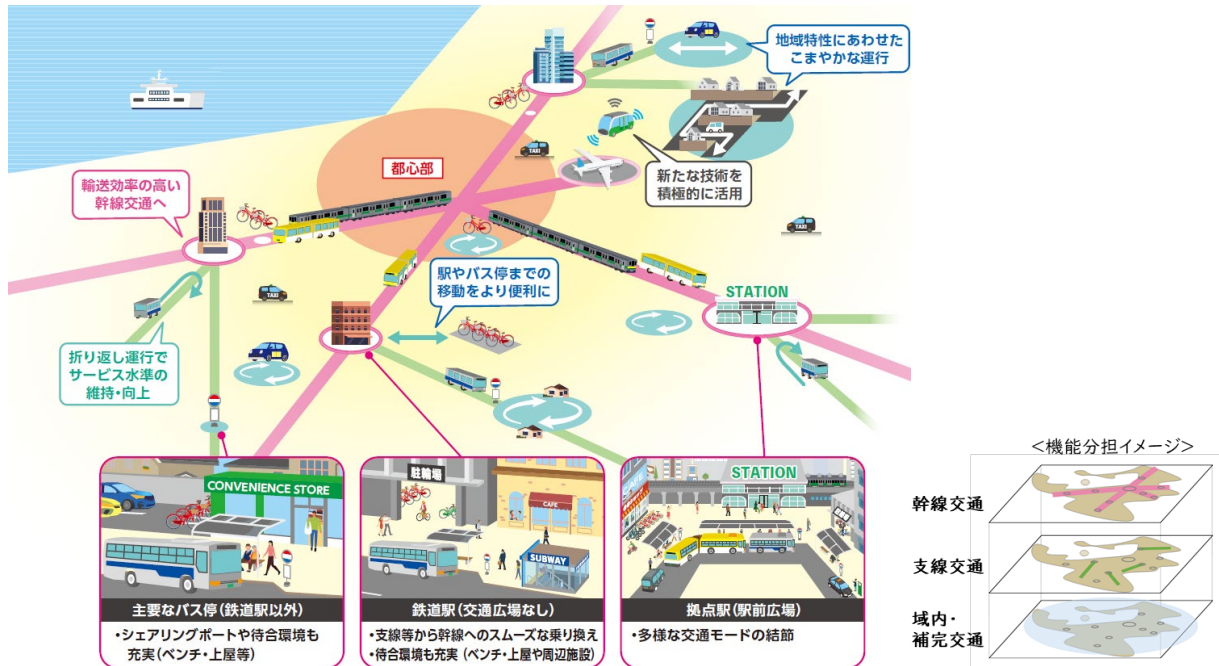 地域特性にあわせた
こまやかな運行
都心部
TAXI
新たな技術を
積極的に活用
輸送効率の高い
幹線交通へ
TAXI
駅やバス停までの
移動をより便利に
TAXI
STATION
折り返し運行で
サービス水準の
維持・向上
CONVENIENCE STORE
主要なバス停(鉄道駅以外)
・シェアリングポートや待合環境も
充実(ベンチ・上屋等)
駐輪場
CAFE
SUBWAY
鉄道駅(交通広場なし)
・支線等から幹線へのスムーズな乗り換え
・待合環境も充実(ベンチ・上屋や周辺施設)
STATION
拠点駅(駅前広場)
・多様な交通モードの結節
<機能分担イメージ>
幹線交通
支線交通
域内・
補完交通